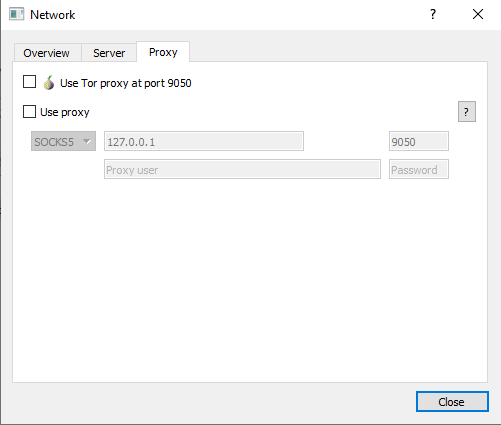 Network
?
Overview Server Proxy
Use Tor proxy at port 9050
Use proxy
?
SOCKS5 127.0.0.1 9050
Proxy user Password
Close